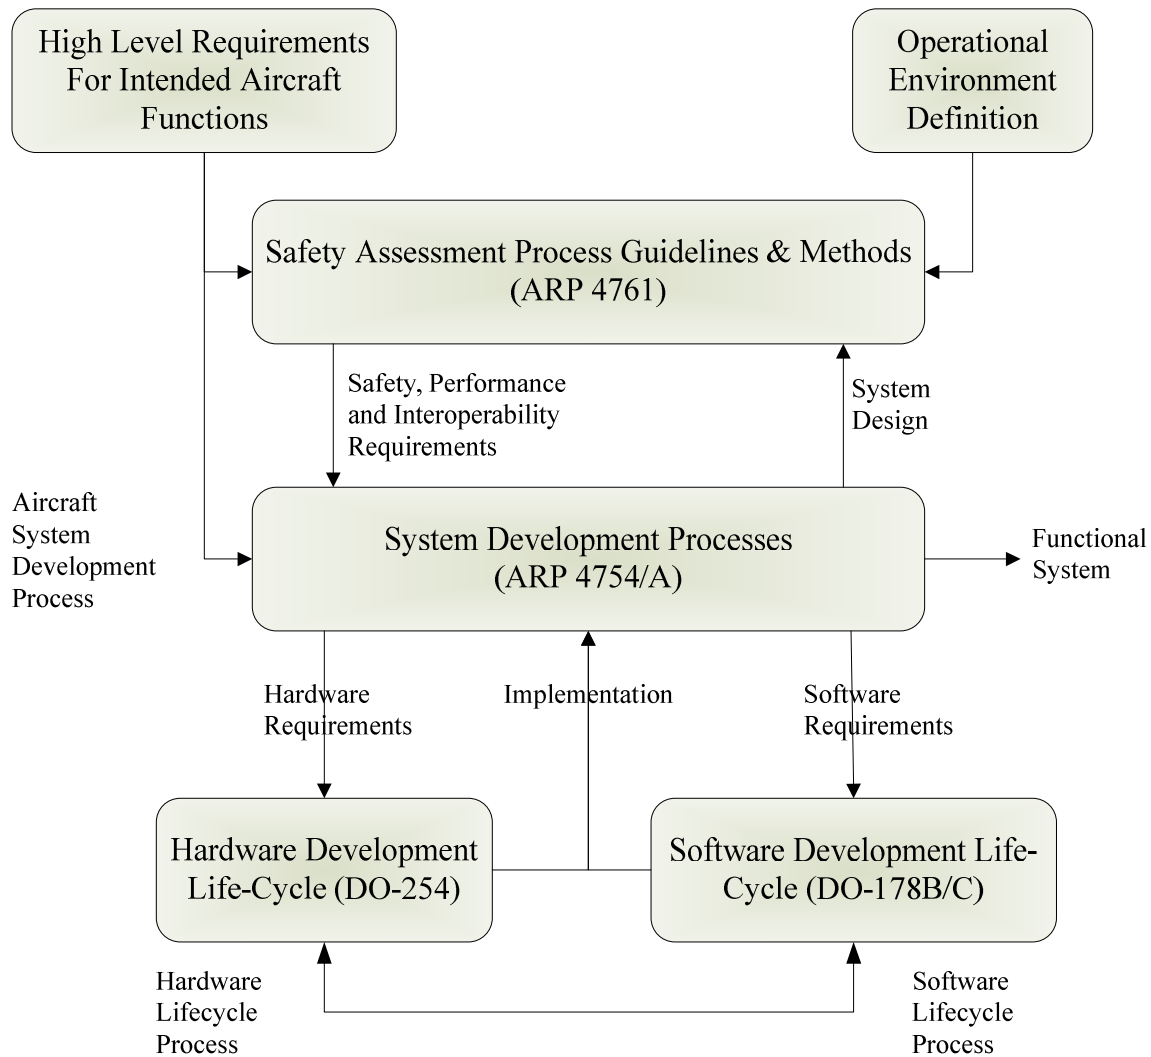 High Level Requirements
For Intended Aircraft
Functions
Operational
Environment
Definition
Safety Assessment Process Guidelines & Methods
(ARP 4761)
Safety, Performance
and Interoperability
Requirements
System
Design
Aircraft
System
Development
Process
System Development Processes
(ARP 4754/A)
Functional
System
Hardware
Requirements
Implementation
Software
Requirements
Hardware Development
Life-Cycle (DO-254)
Software Development Life-
Cycle (DO-178B/C)
Hardware
Lifecycle
Process
Software
Lifecycle
Process